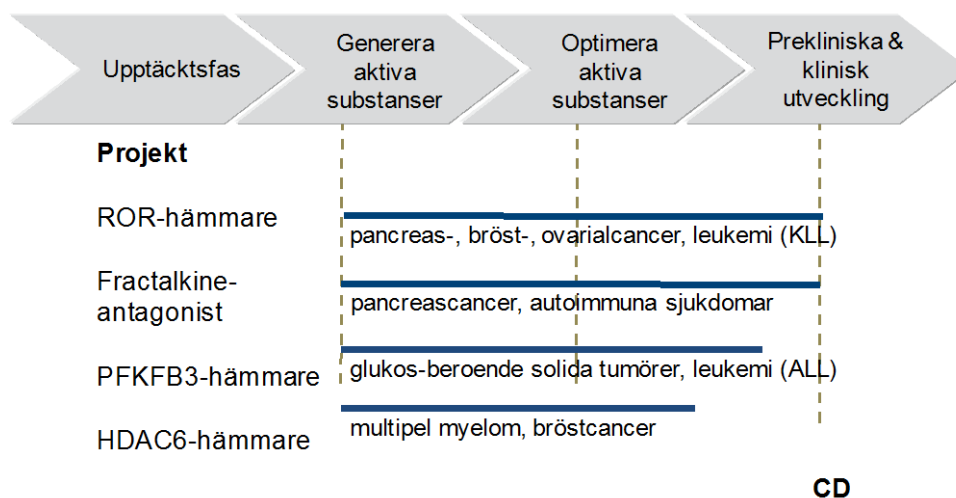 Upptäcktsfas
Generera
aktiva
substanser
Optimera
aktiva
substanser
Prekliniska &
klinisk
utveckling
Projekt
ROR-hämmare
pancreas-, bröst-, ovarialcancer, leukemi (KLL)
Fractalkine-
antagonist
pancreascancer, autoimmuna sjukdomar
PFKFB3-hämmare
glukos-beroende solida tumörer, leukemi (ALL)
HDAC6-hämmare
multipel myelom, bröstcancer
CD